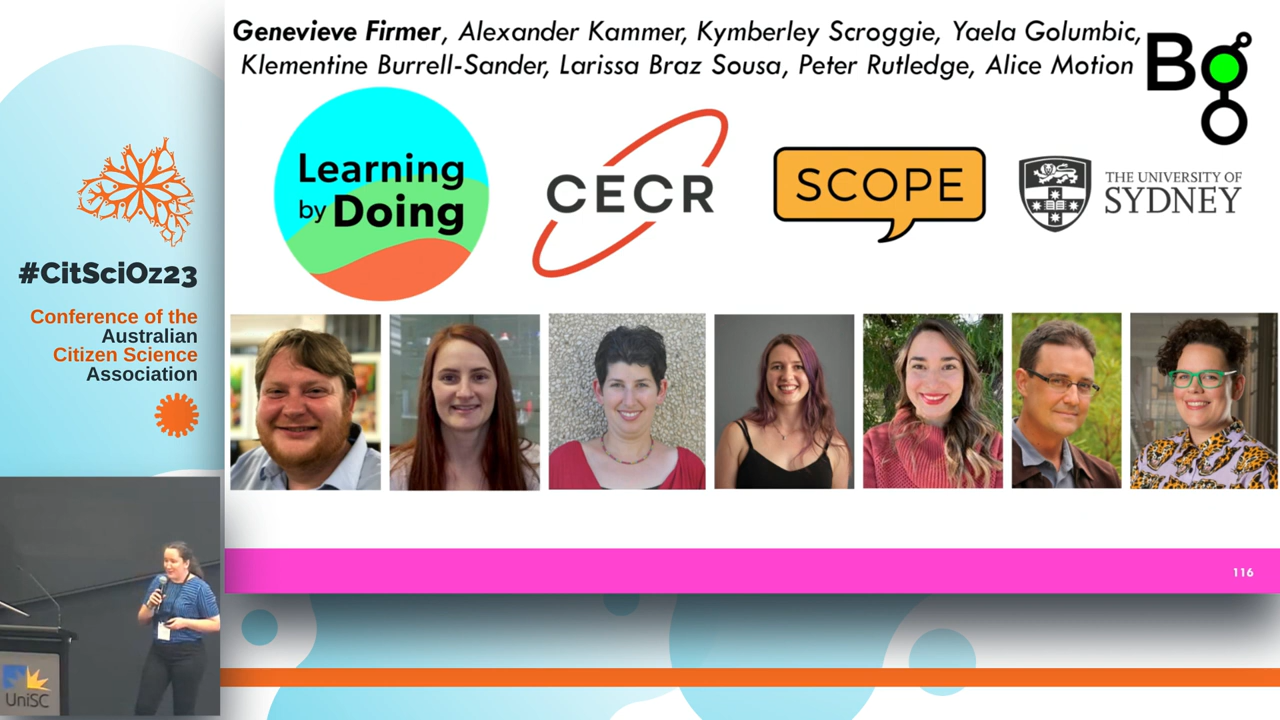 Genevieve Firmer, Alexander Kammer, Kymberley Scroggie, Yaela Golumbic,
Klementine Burrell-Sander, Larissa Braz Sousa, Peter Rutledge, Alice Motion
Bg
Learning
by Doing
CECR
SCOPE
THE UNIVERSITY OF
SYDNEY
#CitSciOz23
Conference of the
Australian
Citizen Science
Association
116
UniSC